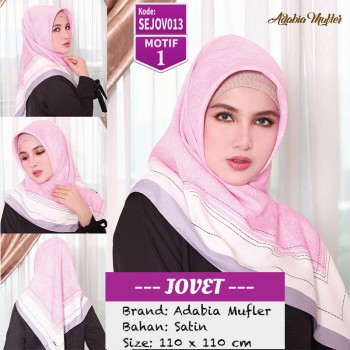 Kode:
SEJOV013
MOTIF
1
Adabia Mufler
--- JOVET ---
Brand: Adabia Mufler
Bahan: Satin
Size: 110 x 110 cm